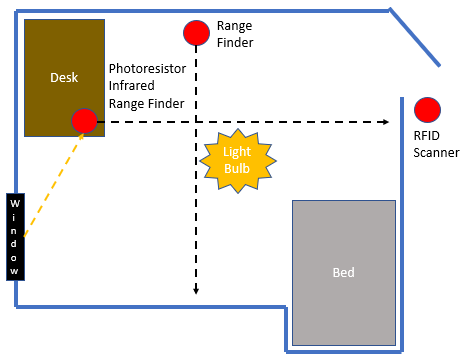 Range
Finder
Desk
Photoresistor
Infrared
Range Finder
RFID
Scanner
Light
Bulb
Window
Bed